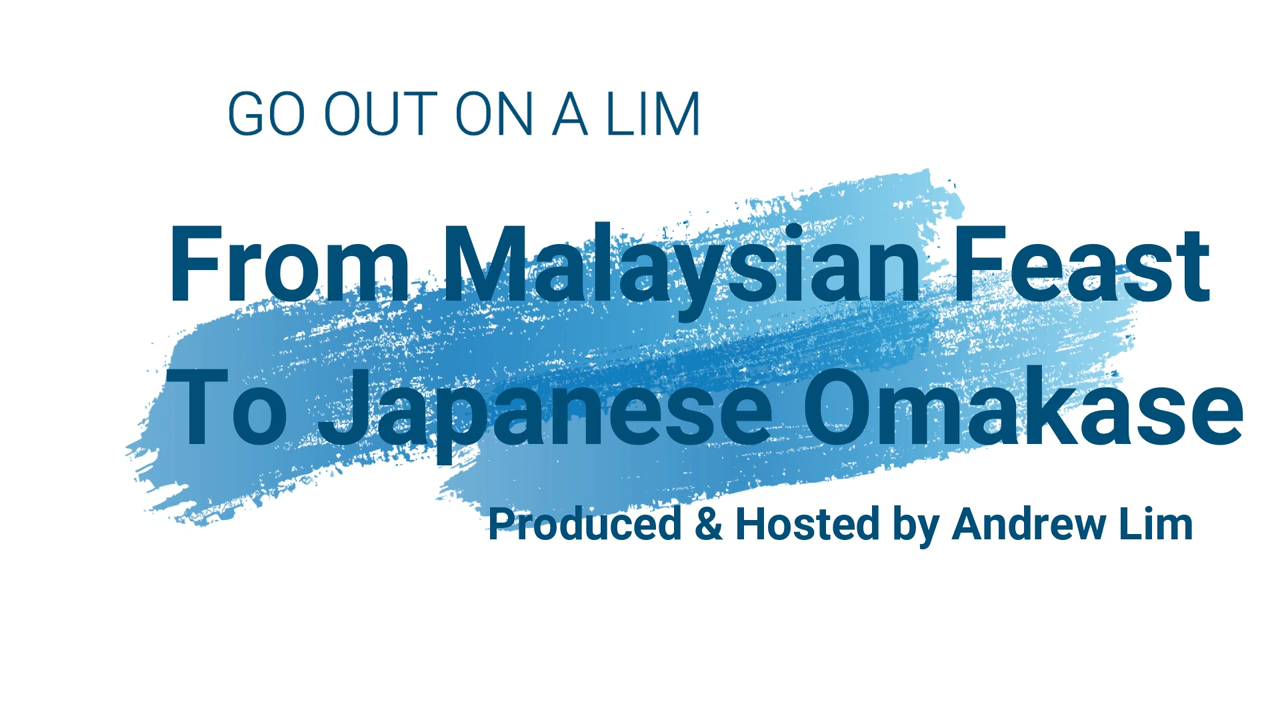 GO OUT ON A LIM
From Malaysian Feast
To Japanese Omakase
Produced & Hosted by Andrew Lim